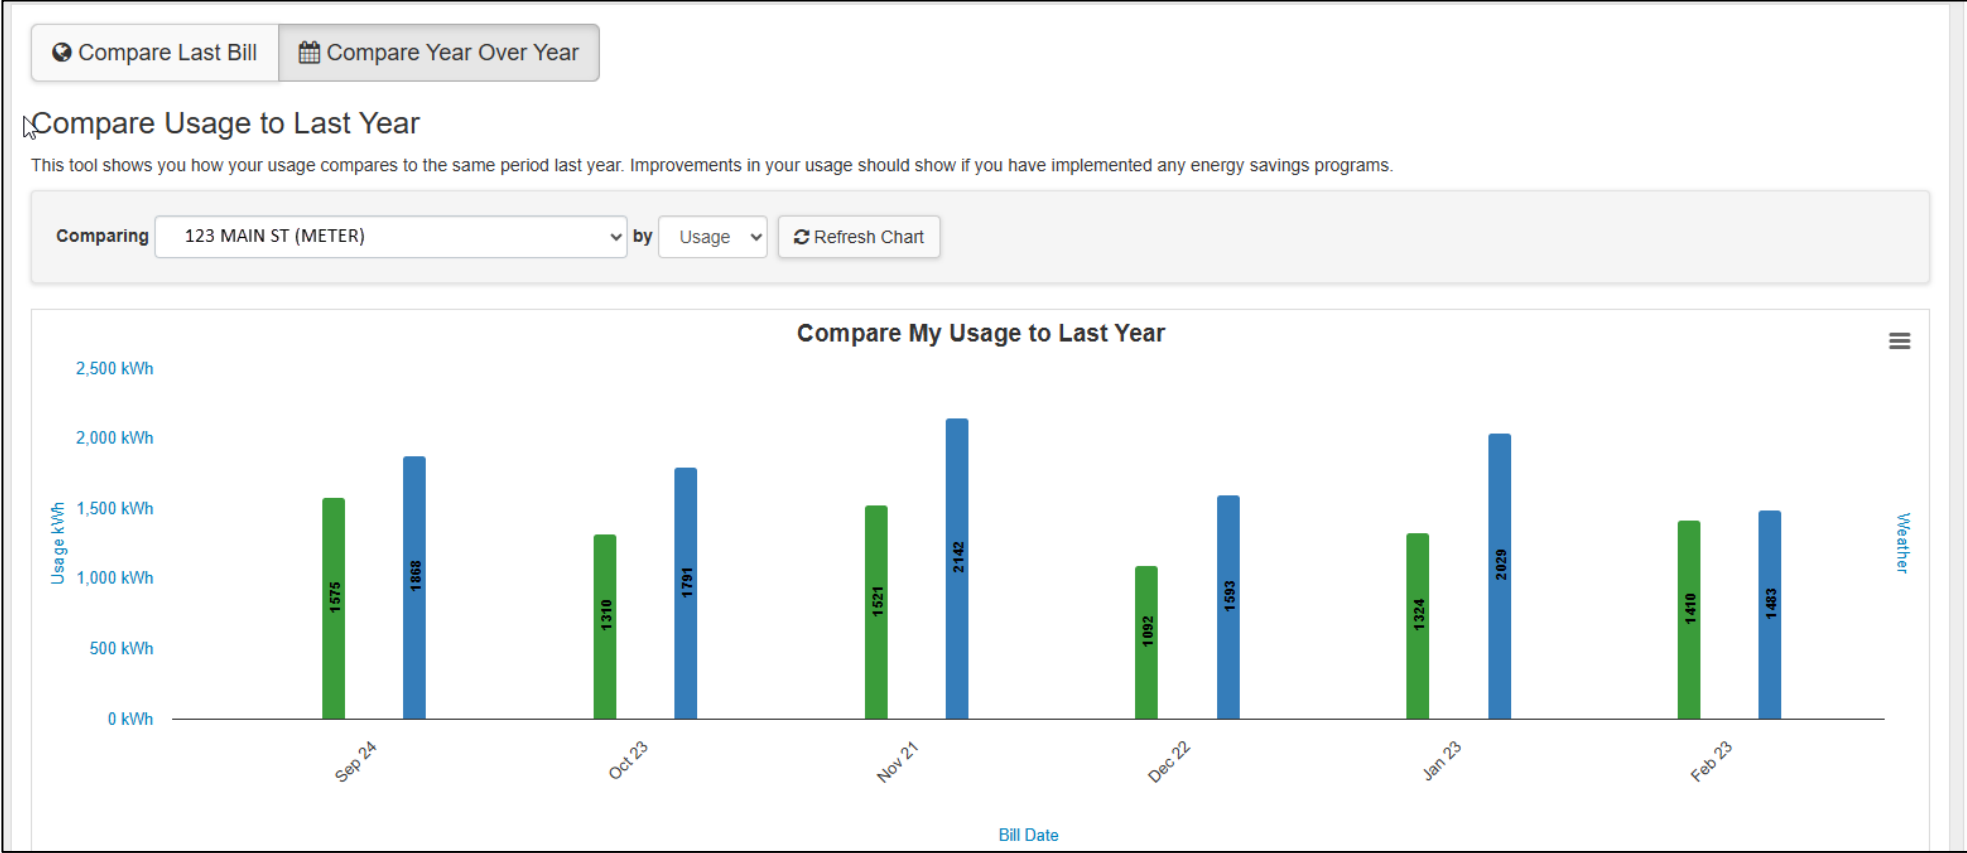 Compare Last Bill
Compare Year Over Year
Compare Usage to Last Year
This tool shows you how your usage compares to the same period last year. Improvements in your usage should show if you have implemented any energy savings programs.
Comparing 123 MAIN ST (METER) by Usage Refresh Chart
Compare My Usage to Last Year
2,500 kWh
2,000 kWh
1,500 kWh
1,000 kWh
500 kWh
0 kWh
Usage kWh
Weather
1575
1868
1310
1791
1521
2142
1092
1593
1324
2029
1410
1483
Sep 24
Oct 23
Nov 21
Dec 22
Jan 23
Feb 23
Bill Date